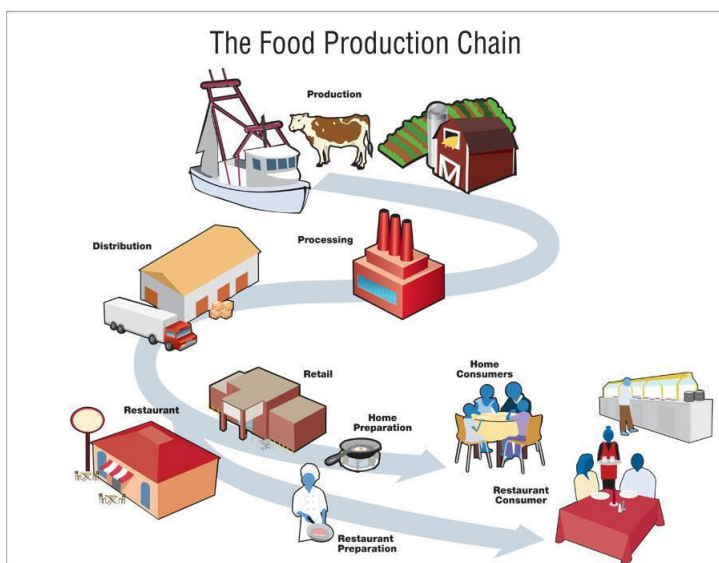 The Food Production Chain
Production
Distribution
Processing
Retail
Home
Consumers
Restaurant
Home
Preparation
Restaurant
Consumer
Restaurant
Preparation